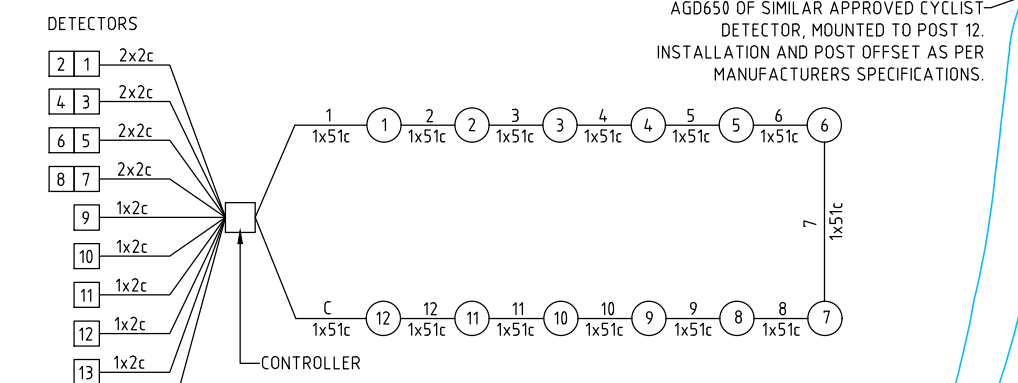 AGD650 OF SIMILAR APPROVED CYCLIST
DETECTOR, MOUNTED TO POST 12.
INSTALLATION AND POST OFFSET AS PER
MANUFACTURERS SPECIFICATIONS.
DETECTORS
2 1 2x2c
4 3 2x2c
6 5 2x2c
8 7 2x2c
9 1x2c
10 1x2c
11 1x2c
12 1x2c
13 1x2c
1 2 3 4 5 6
1 2 3 4 5 6
1x51c 1x51c 1x51c 1x51c 1x51c 1x51c
7
1x51c
C 12 11 10 9 8
12 11 10 9 8 7
1x51c 1x51c 1x51c 1x51c 1x51c 1x51c
CONTROLLER